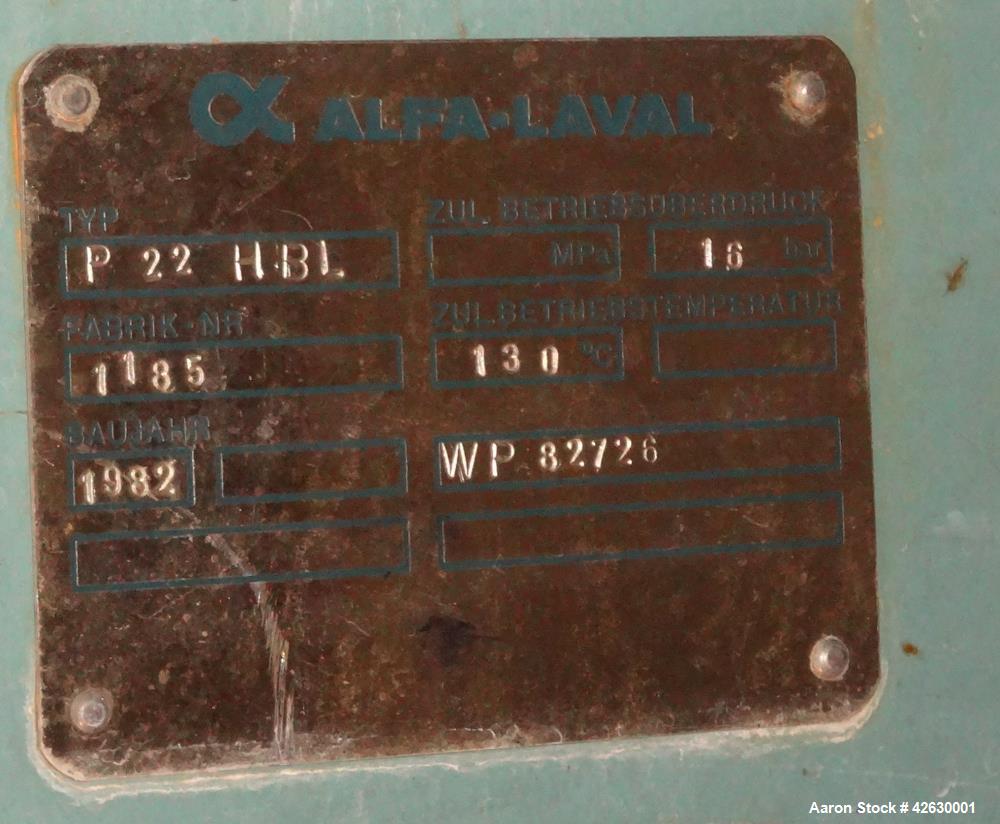 α ALFA-LAVAL
TYP
P 22 HBL
FABRIK-NR
1185
BAUJAHR
1982
ZUL. BETRIEBSÜBERDRUCK
MPa 16 bar
ZUL. BETRIEBSTEMPERATUR
130 °C
WP 82726
Aaron Stock # 42630001